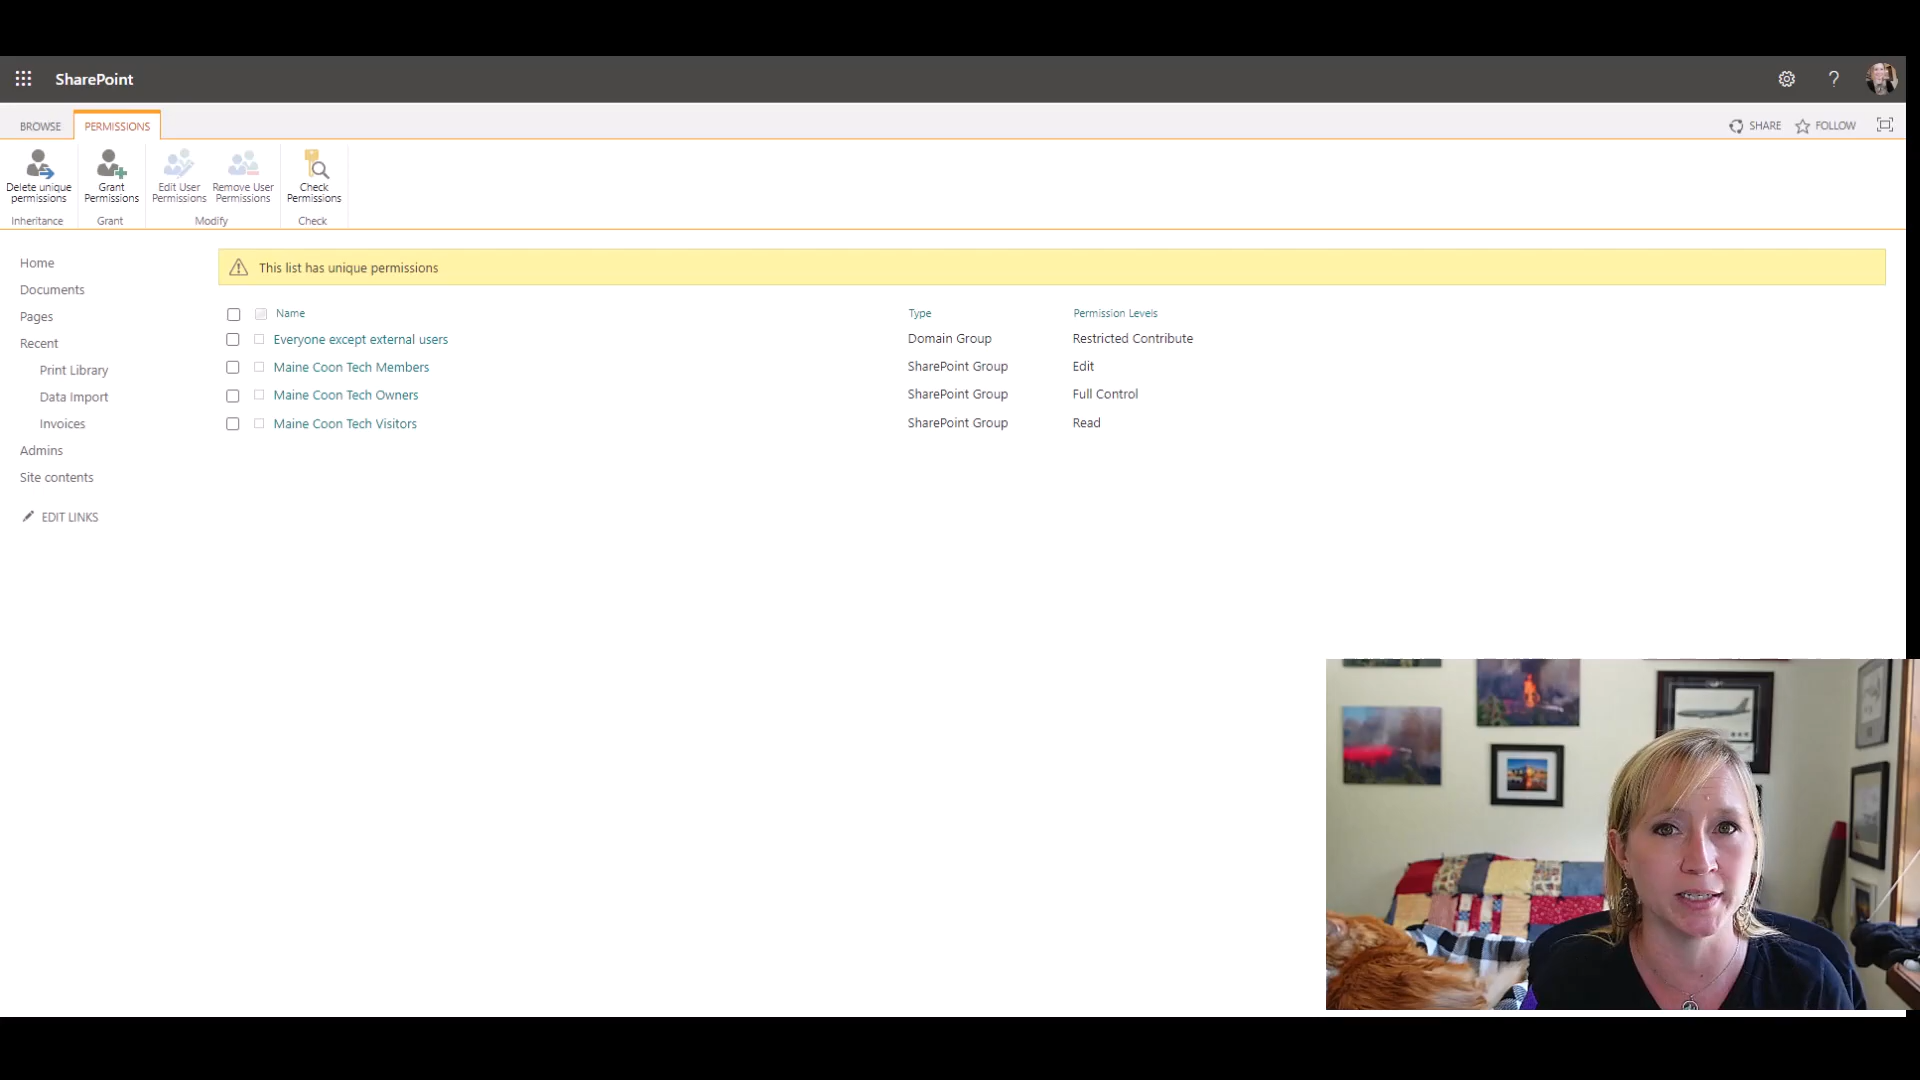 SharePoint
?
BROWSE
PERMISSIONS
SHARE
FOLLOW
Delete unique
permissions
Grant
Permissions
Edit User
Permissions
Remove User
Permissions
Check
Permissions
Inheritance
Grant
Modify
Check
Home
Documents
Pages
Recent
Print Library
Data Import
Invoices
Admins
Site contents
EDIT LINKS
This list has unique permissions
Name Type Permission Levels
Everyone except external users Domain Group Restricted Contribute
Maine Coon Tech Members SharePoint Group Edit
Maine Coon Tech Owners SharePoint Group Full Control
Maine Coon Tech Visitors SharePoint Group Read